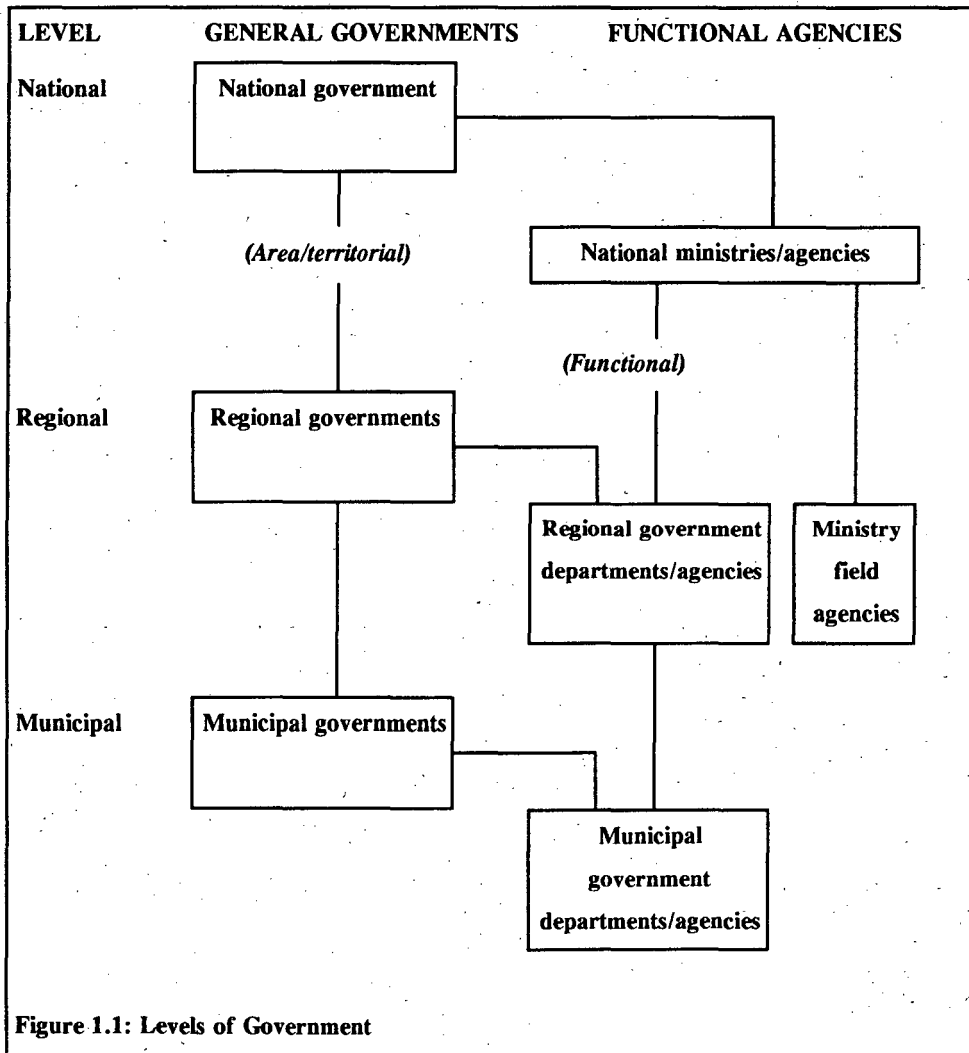 LEVEL GENERAL GOVERNMENTS FUNCTIONAL AGENCIES
National
National government
(Area/territorial)
National ministries/agencies
(Functional)
Regional
Regional governments
Regional government
departments/agencies
Ministry
field
agencies
Municipal
Municipal governments
Municipal
government
departments/agencies
Figure 1.1: Levels of Government